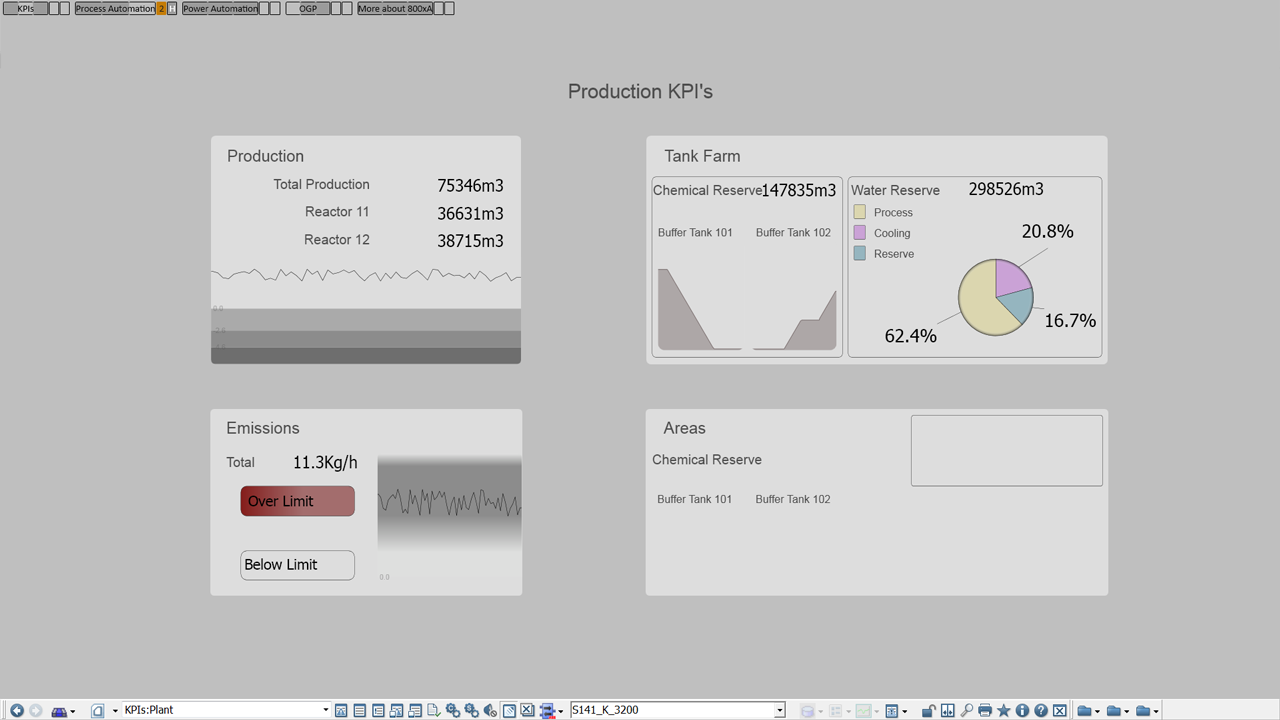 KPIs Process Automation 2 H Power Automation OGP More about 800xA
Production KPI's
Production
Total Production 75346m3
Reactor 11 36631m3
Reactor 12 38715m3
0.0
Tank Farm
Chemical Reserve 147835m3
Buffer Tank 101 Buffer Tank 102
Water Reserve 298526m3
Process
Cooling
Reserve
20.8%
16.7%
62.4%
Emissions
Total 11.3Kg/h
Over Limit
Below Limit
0.0
Areas
Chemical Reserve
Buffer Tank 101 Buffer Tank 102
KPIs:Plant S141_K_3200